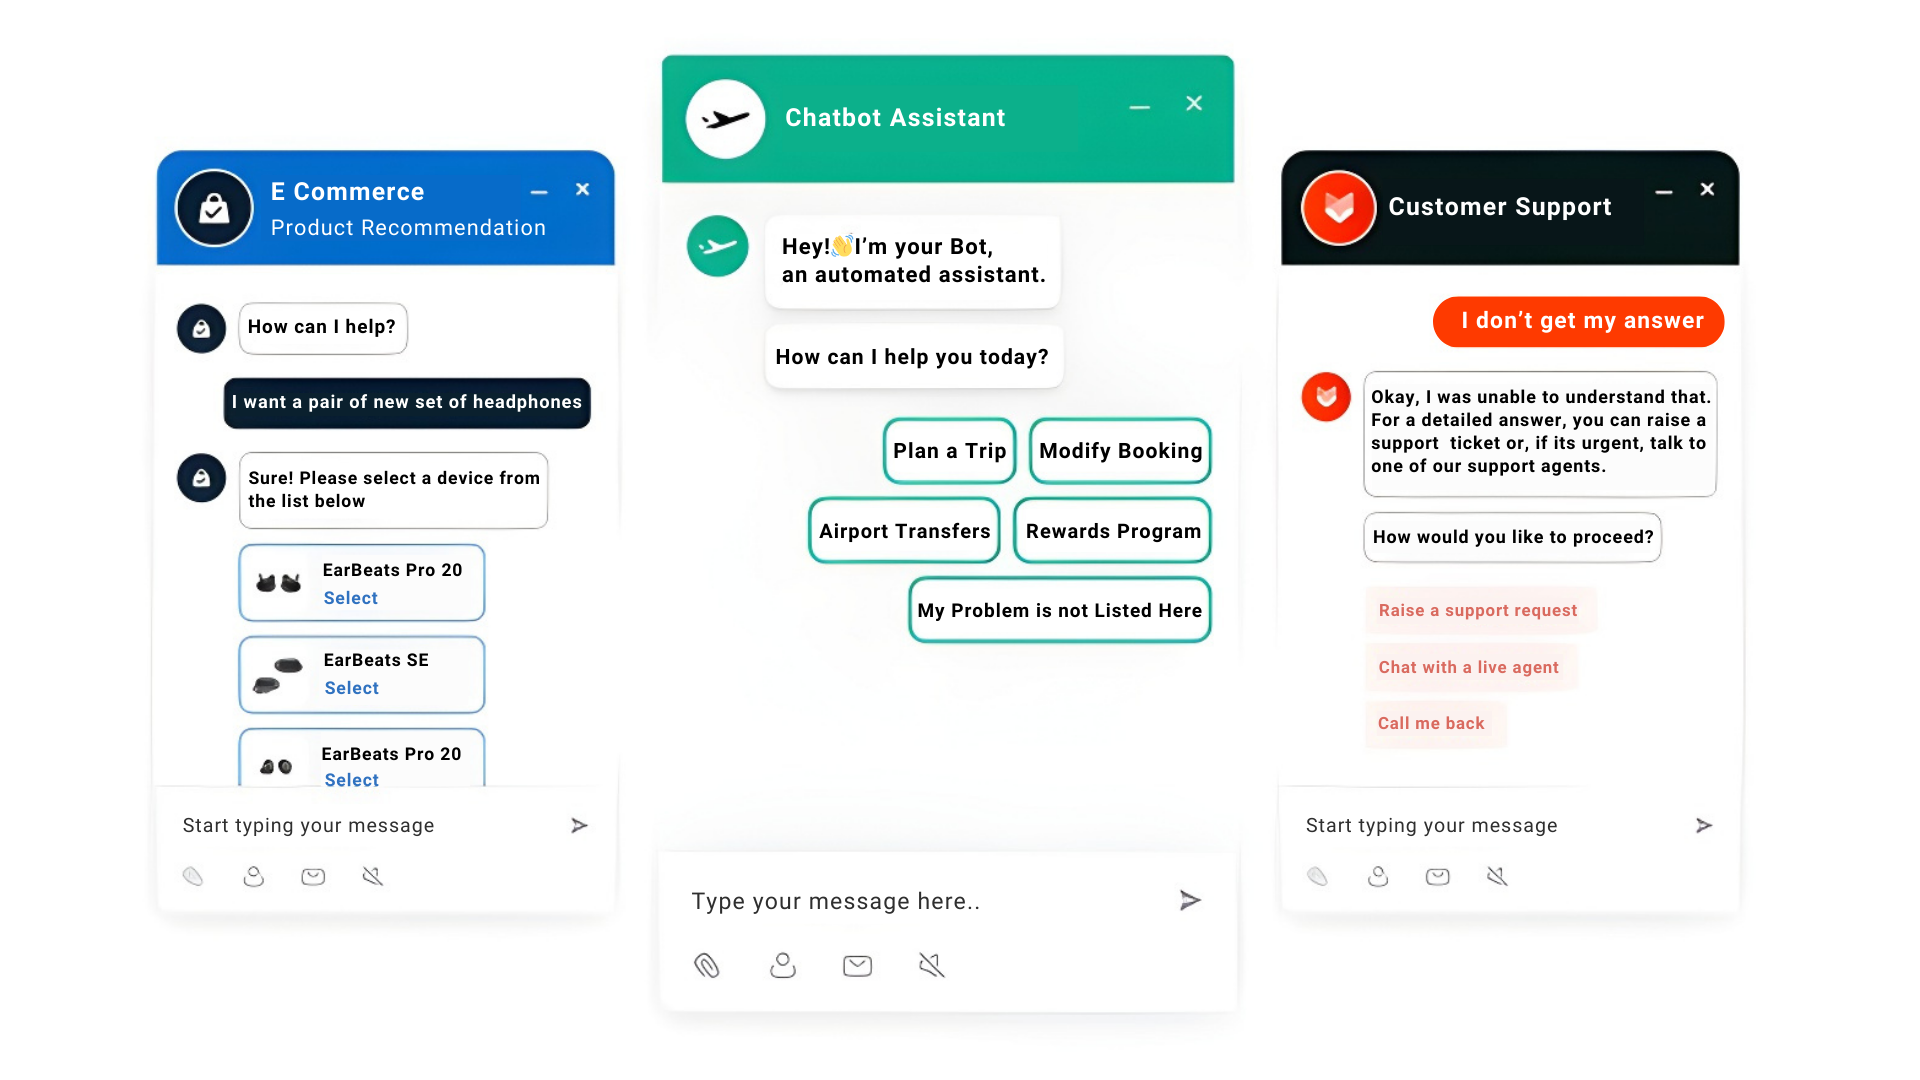 E Commerce
Product Recommendation
How can I help?
I want a pair of new set of headphones
Sure! Please select a device from
the list below
EarBeats Pro 20
Select
EarBeats SE
Select
EarBeats Pro 20
Select
Start typing your message
Chatbot Assistant
Hey!👋I’m your Bot,
an automated assistant.
How can I help you today?
Plan a Trip
Modify Booking
Airport Transfers
Rewards Program
My Problem is not Listed Here
Type your message here..
Customer Support
I don’t get my answer
Okay, I was unable to understand that.
For a detailed answer, you can raise a
support ticket or, if its urgent, talk to
one of our support agents.
How would you like to proceed?
Raise a support request
Chat with a live agent
Call me back
Start typing your message